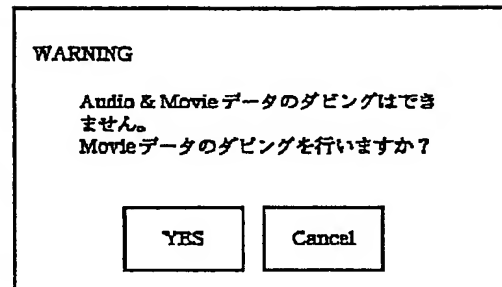 WARNING
Audio & Movieデータのダビングはでき
ません。
Movieデータのダビングを行いますか？
YES
Cancel